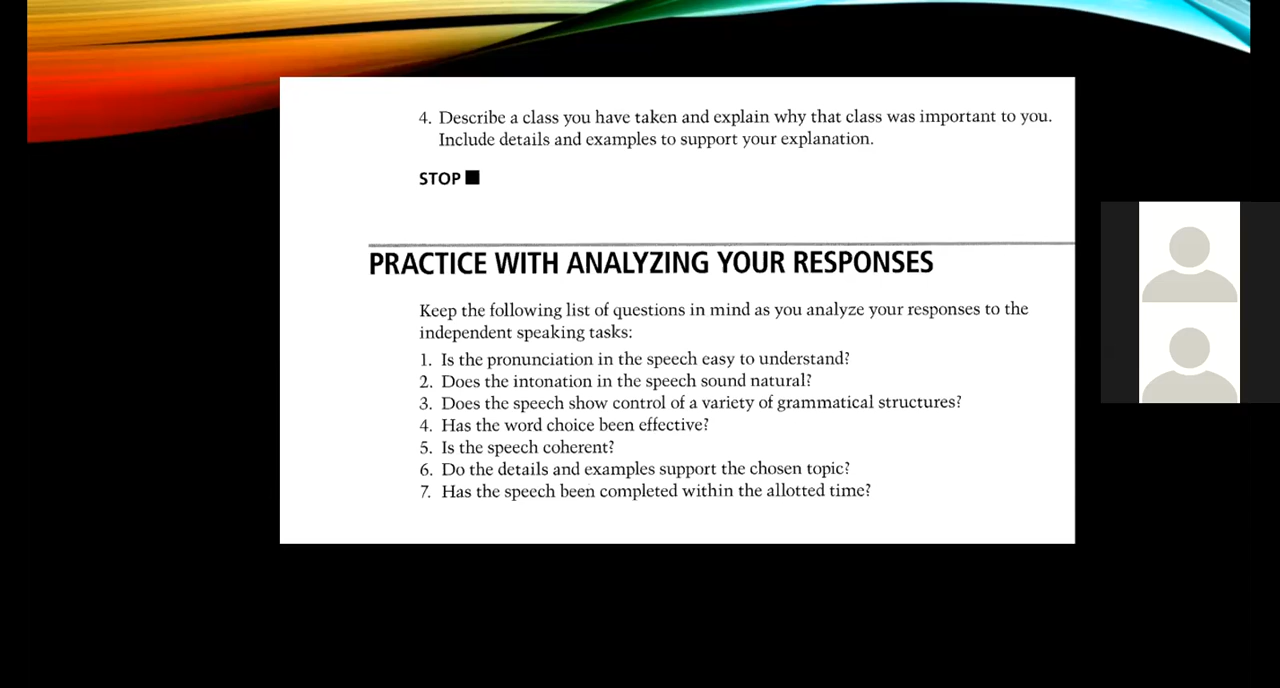 4. Describe a class you have taken and explain why that class was important to you.
Include details and examples to support your explanation.
STOP ■
PRACTICE WITH ANALYZING YOUR RESPONSES
Keep the following list of questions in mind as you analyze your responses to the
independent speaking tasks:
1. Is the pronunciation in the speech easy to understand?
2. Does the intonation in the speech sound natural?
3. Does the speech show control of a variety of grammatical structures?
4. Has the word choice been effective?
5. Is the speech coherent?
6. Do the details and examples support the chosen topic?
7. Has the speech been completed within the allotted time?